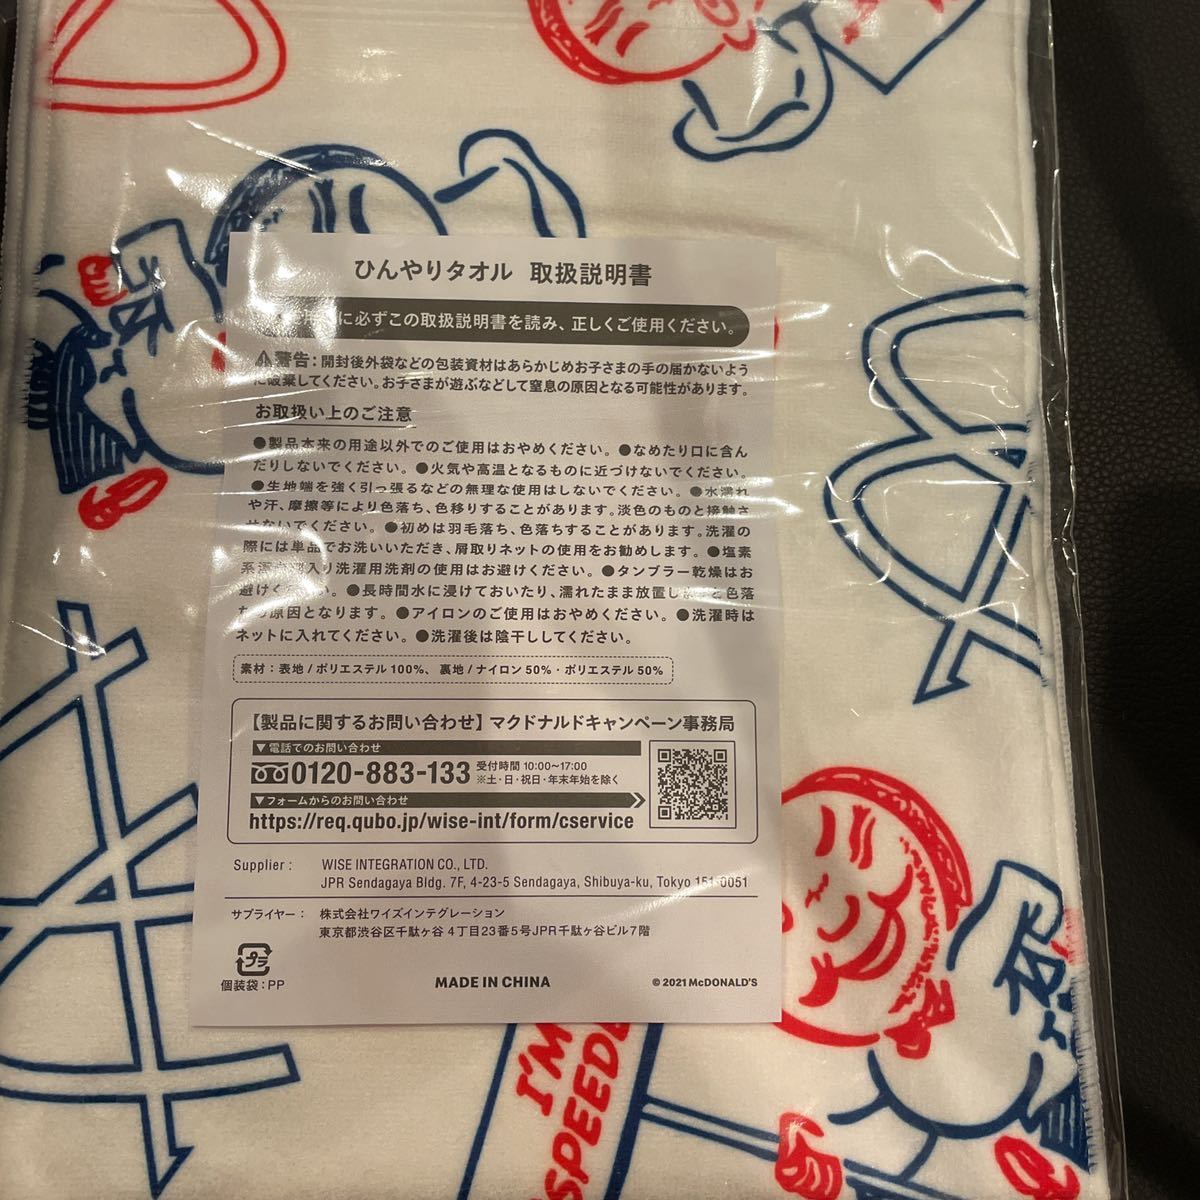 ひんやりタオル 取扱説明書
に必ずこの取扱説明書を読み、正しくご使用ください。
警告：開封後外袋などの包装資材はあらかじめお子さまの手の届かないよう
に破棄してください。お子さまが遊ぶなどして窒息の原因となる可能性があります。
お取扱い上のご注意
●製品本来の用途以外でのご使用はおやめください。●なめたり口に含ん
だりしないでください。●火気や高温となるものに近づけないでください。
●生地端を強く引っ張るなどの無理な使用はしないでください。●水濡れ
や汗、摩擦等により色落ち、色移りすることがあります。淡色のものと接触さ
せないでください。●初めは羽毛落ち、色落ちすることがあります。洗濯の
際には単品でお洗いいただき、屑取りネットの使用をお勧めします。●塩素
系漂白剤入り洗濯用洗剤の使用はお避けください。●タンブラー乾燥はお
避けください。●長時間水に浸けておいたり、濡れたまま放置しますと色落
ちの原因となります。●アイロンのご使用はおやめください。●洗濯時は
ネットに入れてください。●洗濯後は陰干ししてください。
素材：表地/ポリエステル100%、裏地/ナイロン50%・ポリエステル50%
【製品に関するお問い合わせ】マクドナルドキャンペーン事務局
▼電話でのお問い合わせ
0120-883-133 受付時間 10:00~17:00
※土・日・祝日・年末年始を除く
▼フォームからのお問い合わせ
https://req.qubo.jp/wise-int/form/cservice
Supplier : WISE INTEGRATION CO., LTD.
JPR Sendagaya Bldg. 7F, 4-23-5 Sendagaya, Shibuya-ku, Tokyo 151-0051
サプライヤー： 株式会社ワイズインテグレーション
東京都渋谷区千駄ヶ谷 4丁目23番5号JPR千駄ヶ谷ビル7階
プラ
個装袋：PP
MADE IN CHINA
© 2021 McDONALD'S
I'M
SPEEDE
SPEE